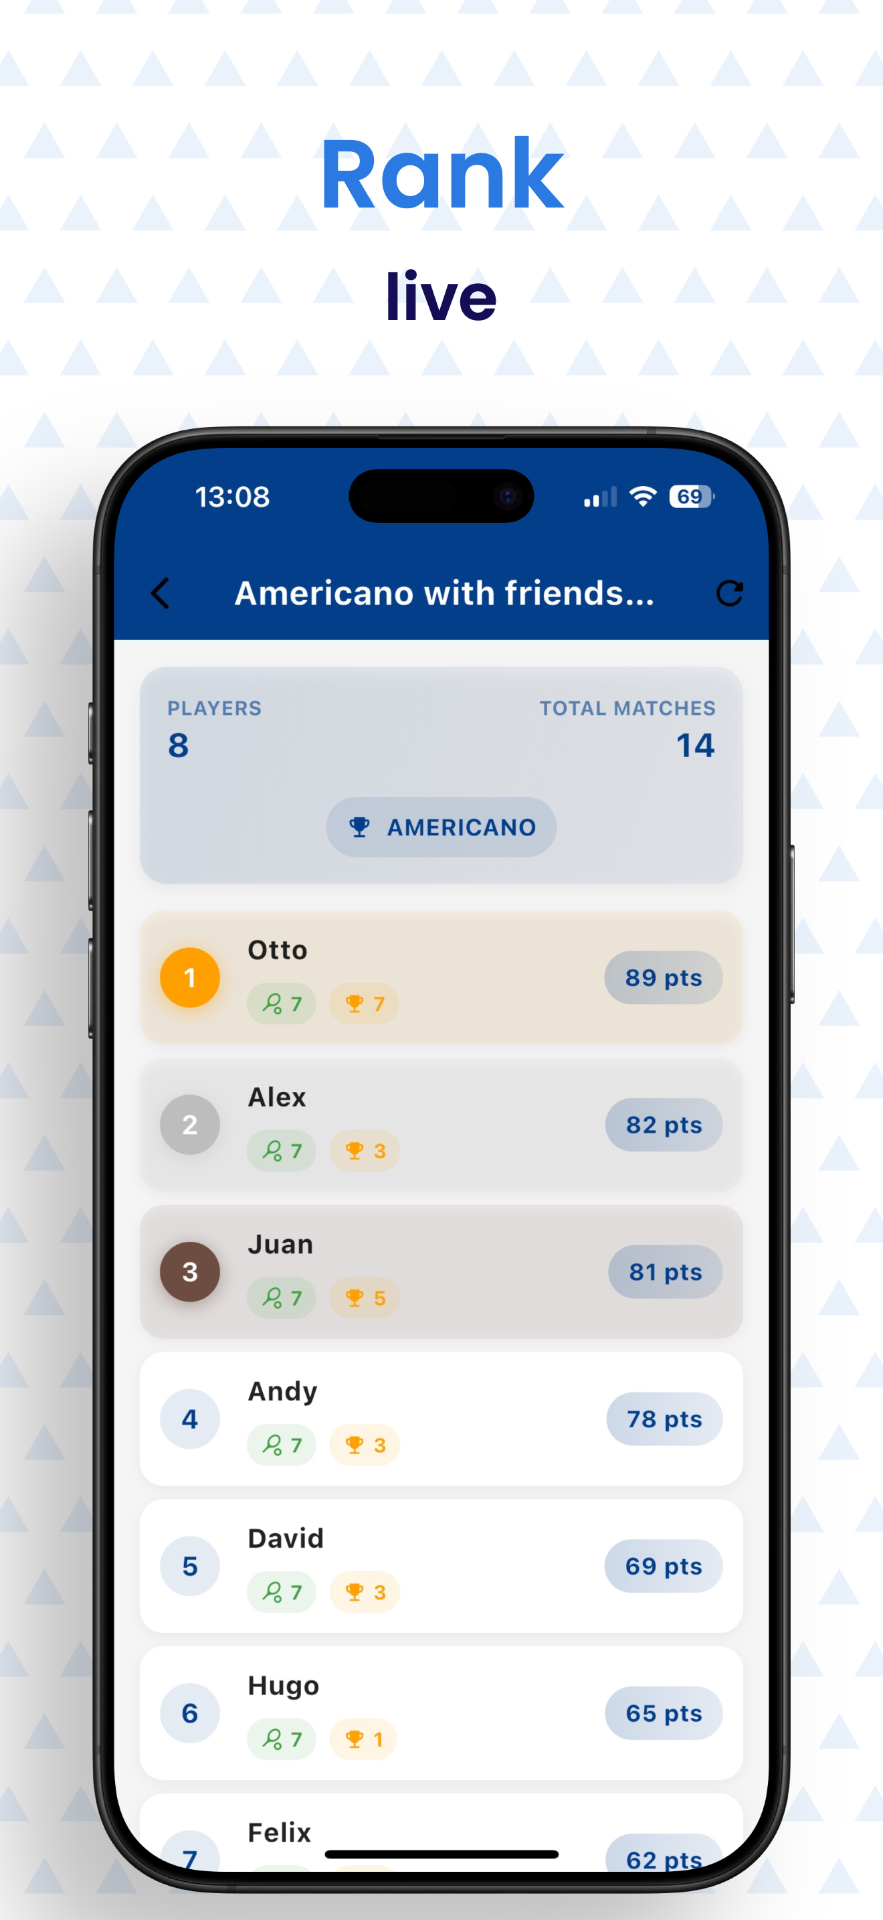 Rank
live
13:08
69
Americano with friends...
PLAYERS
TOTAL MATCHES
8
14
AMERICANO
1
Otto
7
7
89 pts
2
Alex
7
3
82 pts
3
Juan
7
5
81 pts
4
Andy
7
3
78 pts
5
David
7
3
69 pts
6
Hugo
7
1
65 pts
7
Felix
62 pts